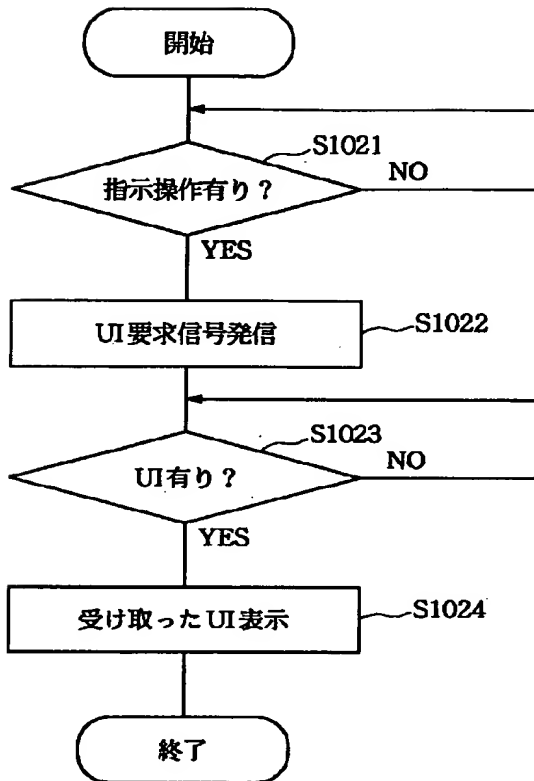 開始
S1021
指示操作有り？
NO
YES
UI要求信号発信
S1022
S1023
UI有り？
NO
YES
受け取ったUI表示
S1024
終了